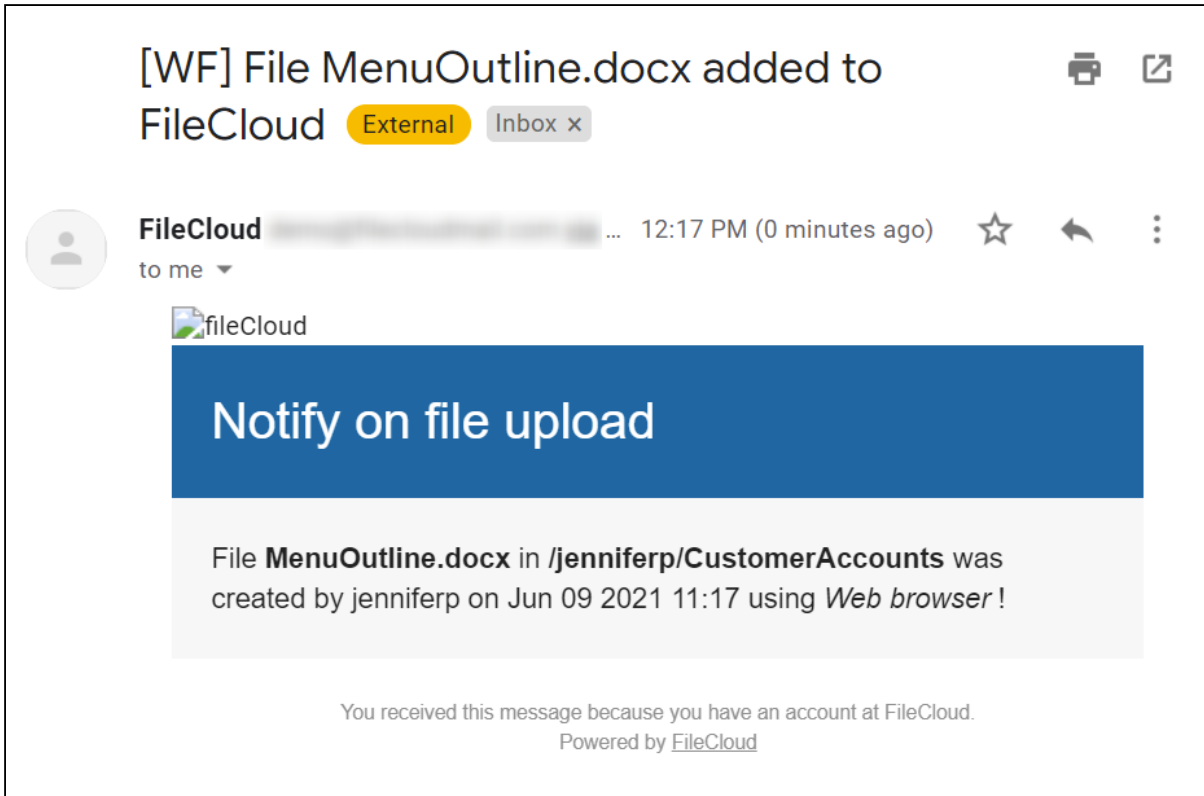 [WF] File MenuOutline.docx added to
FileCloud External Inbox ×
FileCloud ... 12:17 PM (0 minutes ago)
to me
fileCloud
Notify on file upload
File MenuOutline.docx in /jenniferp/CustomerAccounts was
created by jenniferp on Jun 09 2021 11:17 using Web browser !
You received this message because you have an account at FileCloud.
Powered by FileCloud